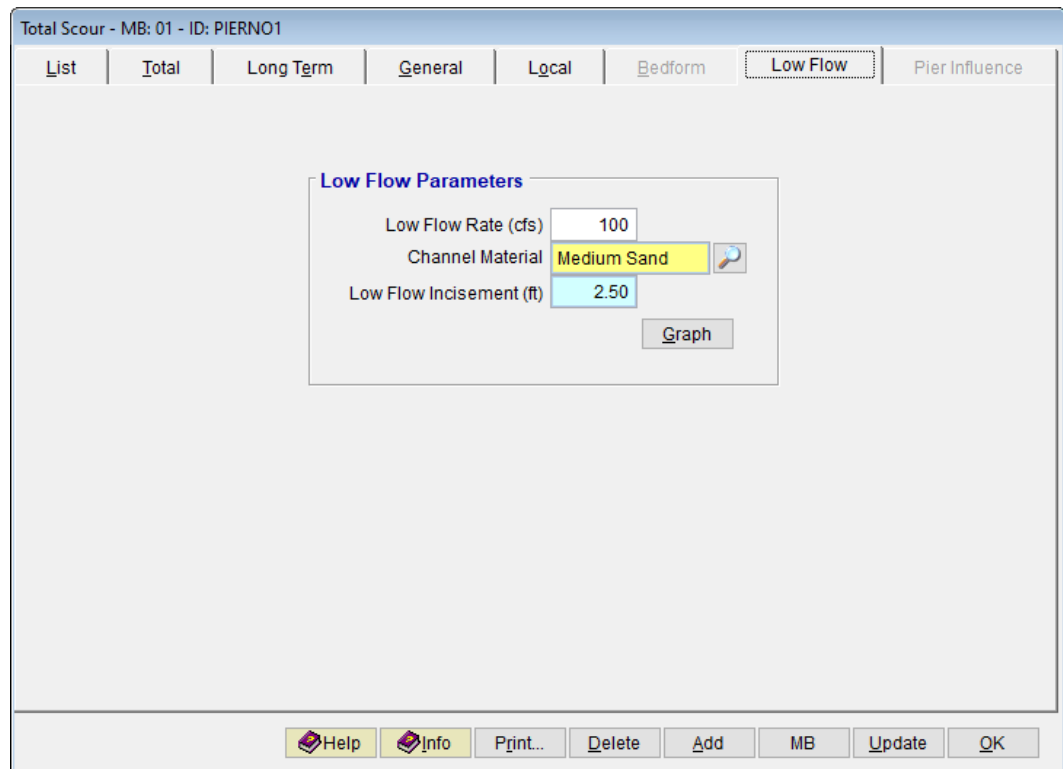 Total Scour - MB: 01 - ID: PIERNO1
List Total Long Term General Local Bedform Low Flow Pier Influence
Low Flow Parameters
Low Flow Rate (cfs) 100
Channel Material Medium Sand
Low Flow Incisement (ft) 2.50
Graph
Help Info Print... Delete Add MB Update OK